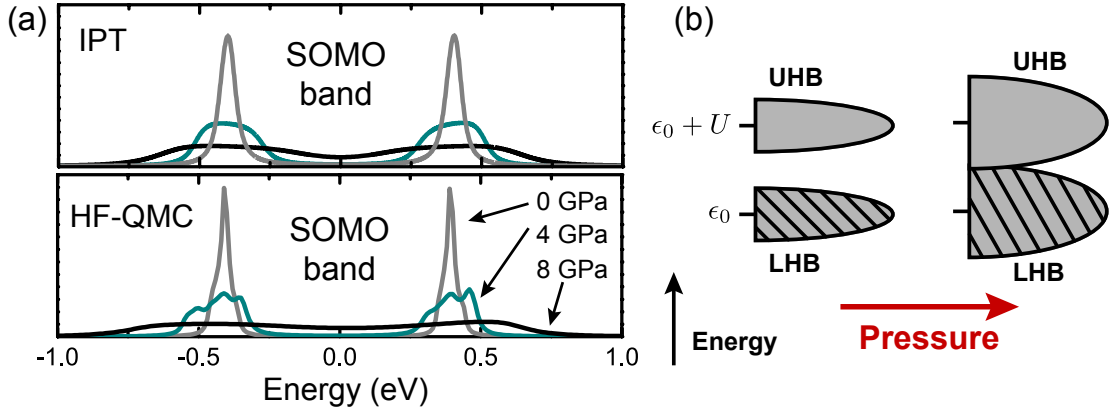 (a)
IPT
SOMO
band
HF-QMC
SOMO
band
0 GPa
4 GPa
8 GPa
-1.0
-0.5
0.0
0.5
1.0
Energy (eV)
(b)
UHB
UHB
ϵ₀ + U
ϵ₀
LHB
LHB
Energy
Pressure